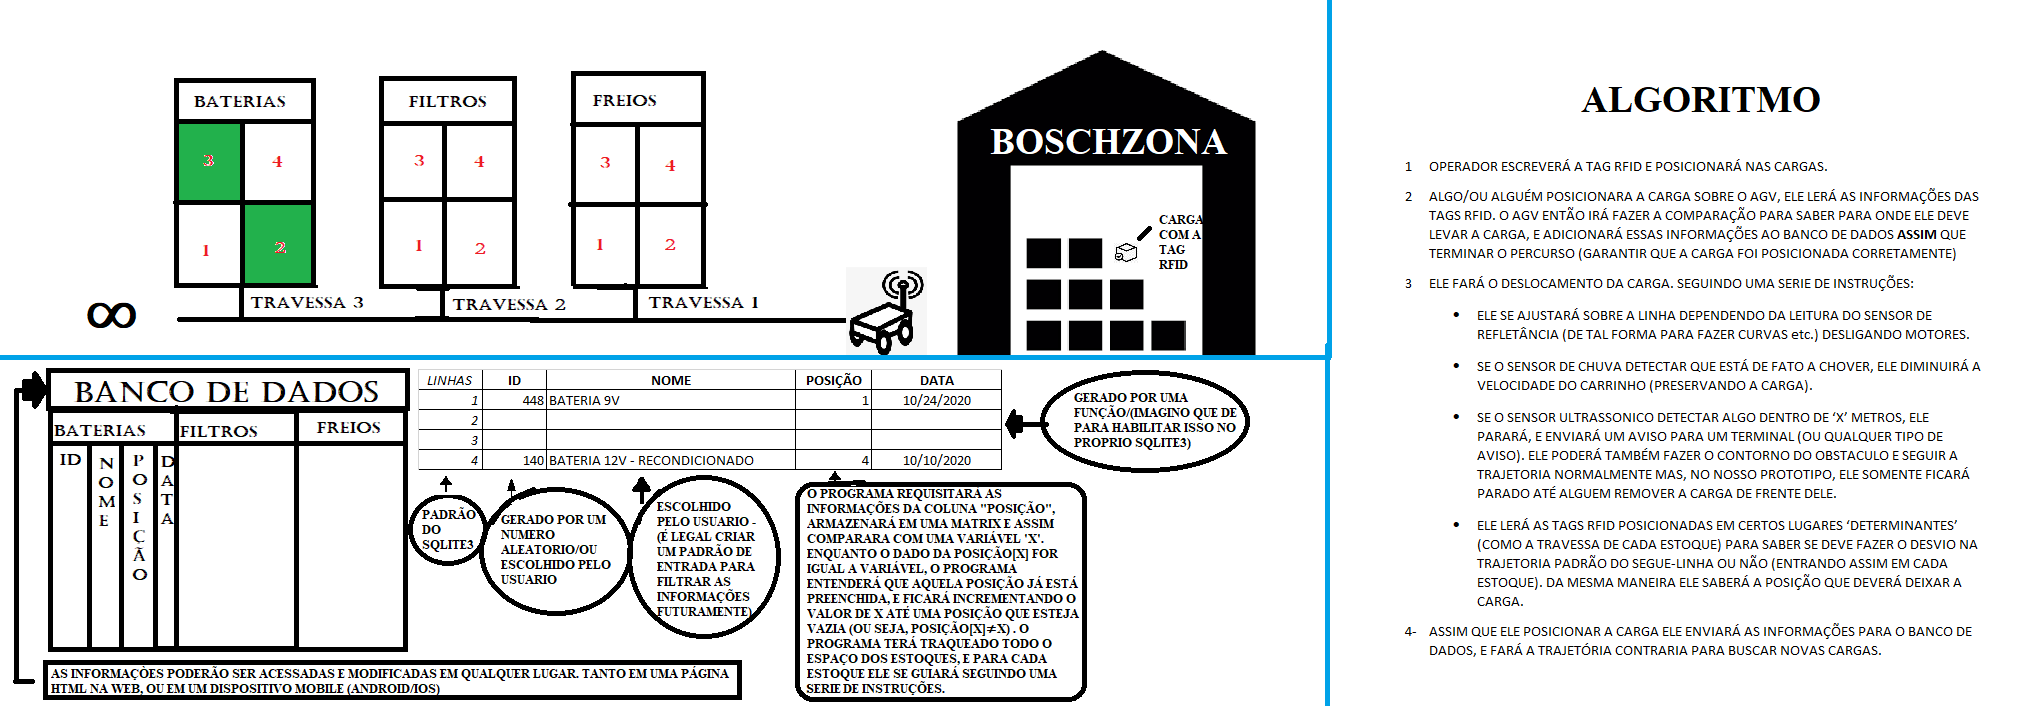 BATERIAS
3 4
1 2
FILTROS
3 4
1 2
FREIOS
3 4
1 2
∞
TRAVESSA 3
TRAVESSA 2
TRAVESSA 1
BOSCHZONA
CARGA
COM A
TAG
RFID
BANCO DE DADOS
BATERIAS FILTROS FREIOS
ID
NOME
POSIÇÃO
DATA
AS INFORMAÇÒES PODERÃO SER ACESSADAS E MODIFICADAS EM QUALQUER LUGAR. TANTO EM UMA PÁGINA
HTML NA WEB, OU EM UM DISPOSITIVO MOBILE (ANDROID/IOS)
LINHAS ID NOME POSIÇÃO DATA
1 448 BATERIA 9V 1 10/24/2020
2
3
4 140 BATERIA 12V - RECONDICIONADO 4 10/10/2020
GERADO POR UMA
FUNÇÃO/(IMAGINO QUE DE
PARA HABILITAR ISSO NO
PROPRIO SQLITE3)
PADRÃO
DO
SQLITE3
GERADO POR UM
NUMERO
ALEATORIO/OU
ESCOLHIDO PELO
USUARIO
ESCOLHIDO
PELO USUARIO -
(É LEGAL CRIAR
UM PADRÃO DE
ENTRADA PARA
FILTRAR AS
INFORMAÇÕES
FUTURAMENTE)
O PROGRAMA REQUISITARA AS
INFORMAÇÕES DA COLUNA "POSIÇÃO",
ARMAZENARÁ EM UMA MATRIX E ASSIM
COMPARARA COM UMA VARIÁVEL 'X'.
ENQUANTO O DADO DA POSIÇÃO[X] FOR
IGUAL A VARIÁVEL, O PROGRAMA
ENTENDERÁ QUE AQUELA POSIÇÃO JÁ ESTÁ
PREENCHIDA, E FICARÁ INCREMENTANDO O
VALOR DE X ATÉ UMA POSIÇÃO QUE ESTEJA
VAZIA (OU SEJA, POSIÇÃO[X]≠X) . O
PROGRAMA TERÁ TRAQUEADO TODO O
ESPAÇO DOS ESTOQUES, E PARA CADA
ESTOQUE ELE SE GUIARÁ SEGUINDO UMA
SERIE DE INSTRUÇÕES.
ALGORITMO
1 OPERADOR ESCREVERÁ A TAG RFID E POSICIONARÁ NAS CARGAS.
2 ALGO/OU ALGUÉM POSICIONARA A CARGA SOBRE O AGV, ELE LERÁ AS INFORMAÇÕES DAS
TAGS RFID. O AGV ENTÃO IRÁ FAZER A COMPARAÇÃO PARA SABER PARA ONDE ELE DEVE
LEVAR A CARGA, E ADICIONARÁ ESSAS INFORMAÇÕES AO BANCO DE DADOS ASSIM QUE
TERMINAR O PERCURSO (GARANTIR QUE A CARGA FOI POSICIONADA CORRETAMENTE)
3 ELE FARÁ O DESLOCAMENTO DA CARGA. SEGUINDO UMA SERIE DE INSTRUÇÕES:
• ELE SE AJUSTARÁ SOBRE A LINHA DEPENDENDO DA LEITURA DO SENSOR DE
REFLETÂNCIA (DE TAL FORMA PARA FAZER CURVAS etc.) DESLIGANDO MOTORES.
• SE O SENSOR DE CHUVA DETECTAR QUE ESTÁ DE FATO A CHOVER, ELE DIMINUIRÁ A
VELOCIDADE DO CARRINHO (PRESERVANDO A CARGA).
• SE O SENSOR ULTRASSONICO DETECTAR ALGO DENTRO DE ‘X’ METROS, ELE
PARARÁ, E ENVIARÁ UM AVISO PARA UM TERMINAL (OU QUALQUER TIPO DE
AVISO). ELE PODERÁ TAMBÉM FAZER O CONTORNO DO OBSTACULO E SEGUIR A
TRAJETORIA NORMALMENTE MAS, NO NOSSO PROTOTIPO, ELE SOMENTE FICARÁ
PARADO ATÉ ALGUEM REMOVER A CARGA DE FRENTE DELE.
• ELE LERÁ AS TAGS RFID POSICIONADAS EM CERTOS LUGARES ‘DETERMINANTES’
(COMO A TRAVESSA DE CADA ESTOQUE) PARA SABER SE DEVE FAZER O DESVIO NA
TRAJETORIA PADRÃO DO SEGUE-LINHA OU NÃO (ENTRANDO ASSIM EM CADA
ESTOQUE). DA MESMA MANEIRA ELE SABERÁ A POSIÇÃO QUE DEVERÁ DEIXAR A
CARGA.
4- ASSIM QUE ELE POSICIONAR A CARGA ELE ENVIARÁ AS INFORMAÇÕES PARA O BANCO DE
DADOS, E FARÁ A TRAJETÓRIA CONTRARIA PARA BUSCAR NOVAS CARGAS.